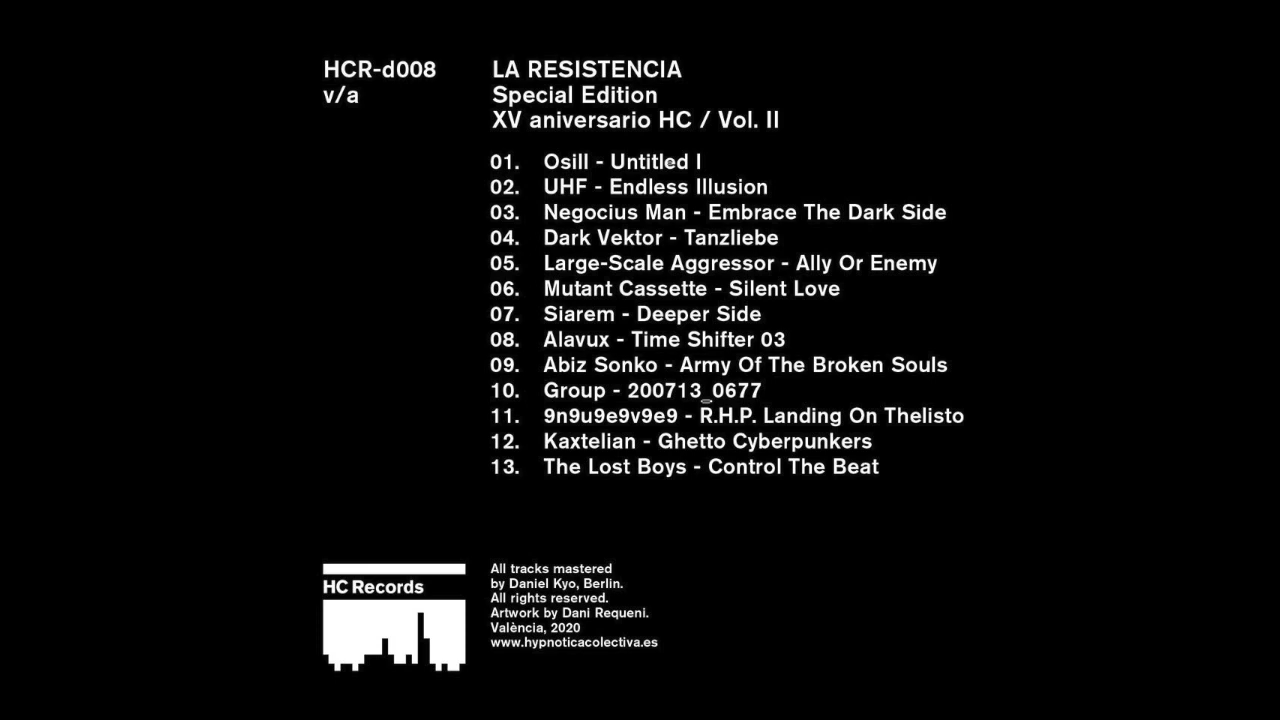 HCR-d008
v/a
LA RESISTENCIA
Special Edition
XV aniversario HC / Vol. II
01. Osill - Untitled I
02. UHF - Endless Illusion
03. Negocius Man - Embrace The Dark Side
04. Dark Vektor - Tanzliebe
05. Large-Scale Aggressor - Ally Or Enemy
06. Mutant Cassette - Silent Love
07. Siarem - Deeper Side
08. Alavux - Time Shifter 03
09. Abiz Sonko - Army Of The Broken Souls
10. Group - 200713_0677
11. 9n9u9e9v9e9 - R.H.P. Landing On Thelisto
12. Kaxtelian - Ghetto Cyberpunkers
13. The Lost Boys - Control The Beat
HC Records
All tracks mastered
by Daniel Kyo, Berlin.
All rights reserved.
Artwork by Dani Requeni.
València, 2020
www.hypnoticacolectiva.es